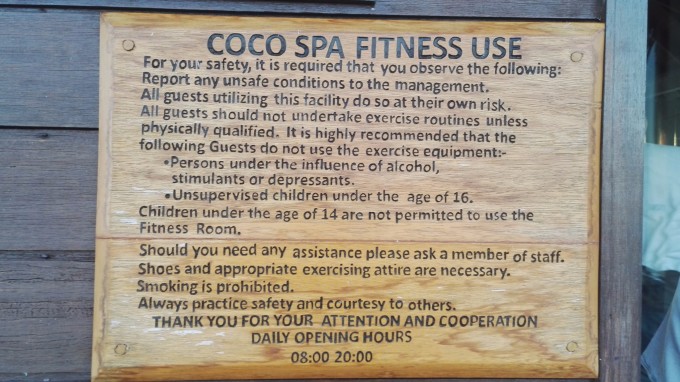 COCO SPA FITNESS USE
For your safety, it is required that you observe the following:
Report any unsafe conditions to the management.
All guests utilizing this facility do so at their own risk.
All guests should not undertake exercise routines unless
physically qualified. It is highly recommended that the
following Guests do not use the exercise equipment:-
•Persons under the influence of alcohol,
stimulants or depressants.
•Unsupervised children under the age of 16.
Children under the age of 14 are not permitted to use the
Fitness Room.
Should you need any assistance please ask a member of staff.
Shoes and appropriate exercising attire are necessary.
Smoking is prohibited.
Always practice safety and courtesy to others.
THANK YOU FOR YOUR ATTENTION AND COOPERATION
DAILY OPENING HOURS
08:00 20:00